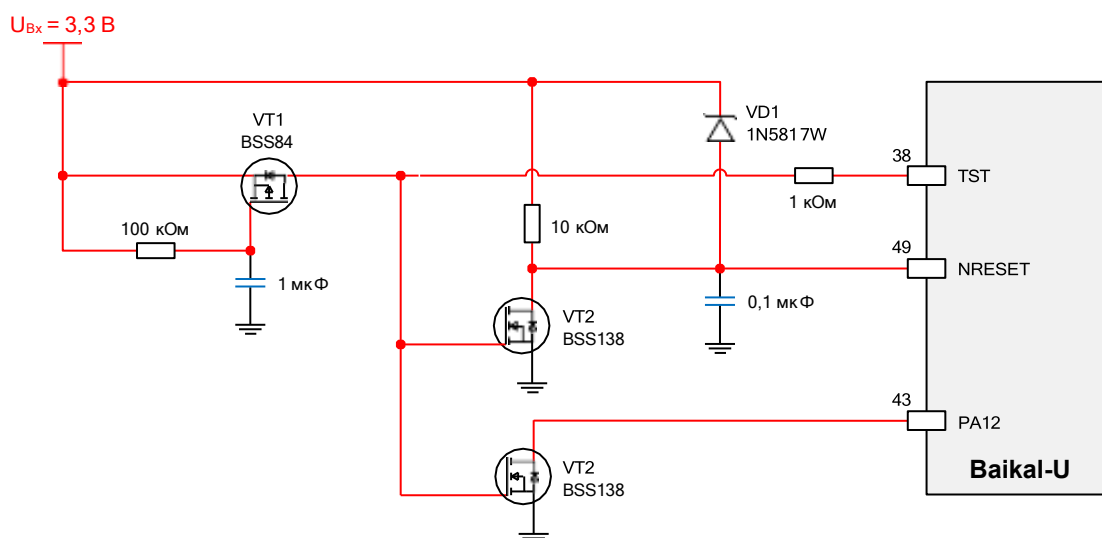 UВх = 3,3 В
VT1
BSS84
100 кОм
1 мкФ
10 кОм
VD1
1N5817W
38
TST
1 кОм
49
NRESET
0,1 мкФ
VT2
BSS138
43
PA12
VT2
BSS138
Baikal-U